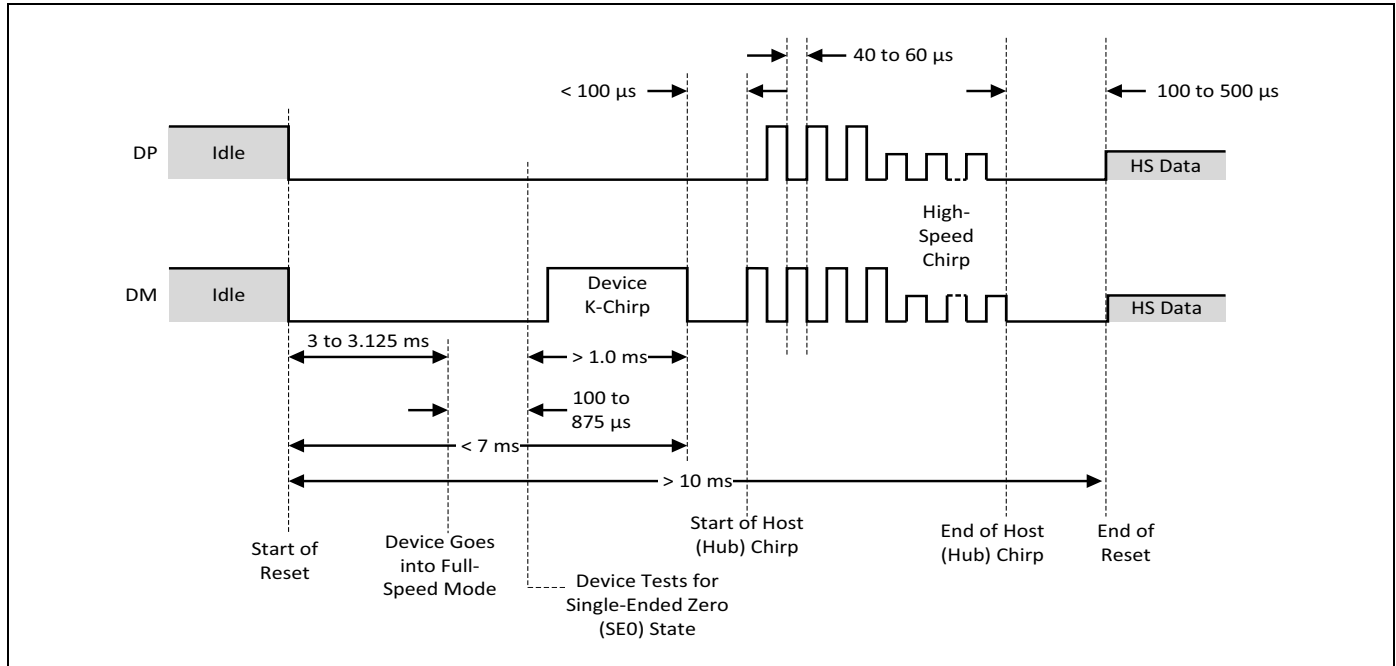 40 to 60 µs
< 100 µs
100 to 500 µs
DP
Idle
HS Data
High-
Speed
Chirp
DM
Idle
Device
K-Chirp
HS Data
3 to 3.125 ms
> 1.0 ms
100 to
875 µs
< 7 ms
> 10 ms
Start of
Reset
Device Goes
into Full-
Speed Mode
Device Tests for
Single-Ended Zero
(SE0) State
Start of Host
(Hub) Chirp
End of Host
(Hub) Chirp
End of
Reset